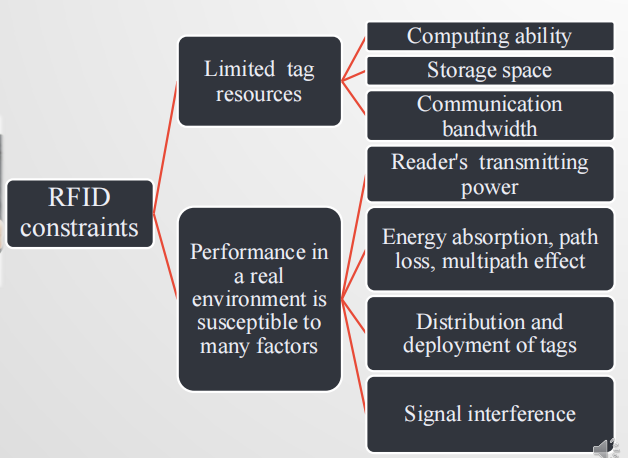 RFID
constraints
Limited tag
resources
Computing ability
Storage space
Communication
bandwidth
Performance in
a real
environment is
susceptible to
many factors
Reader's transmitting
power
Energy absorption, path
loss, multipath effect
Distribution and
deployment of tags
Signal interference